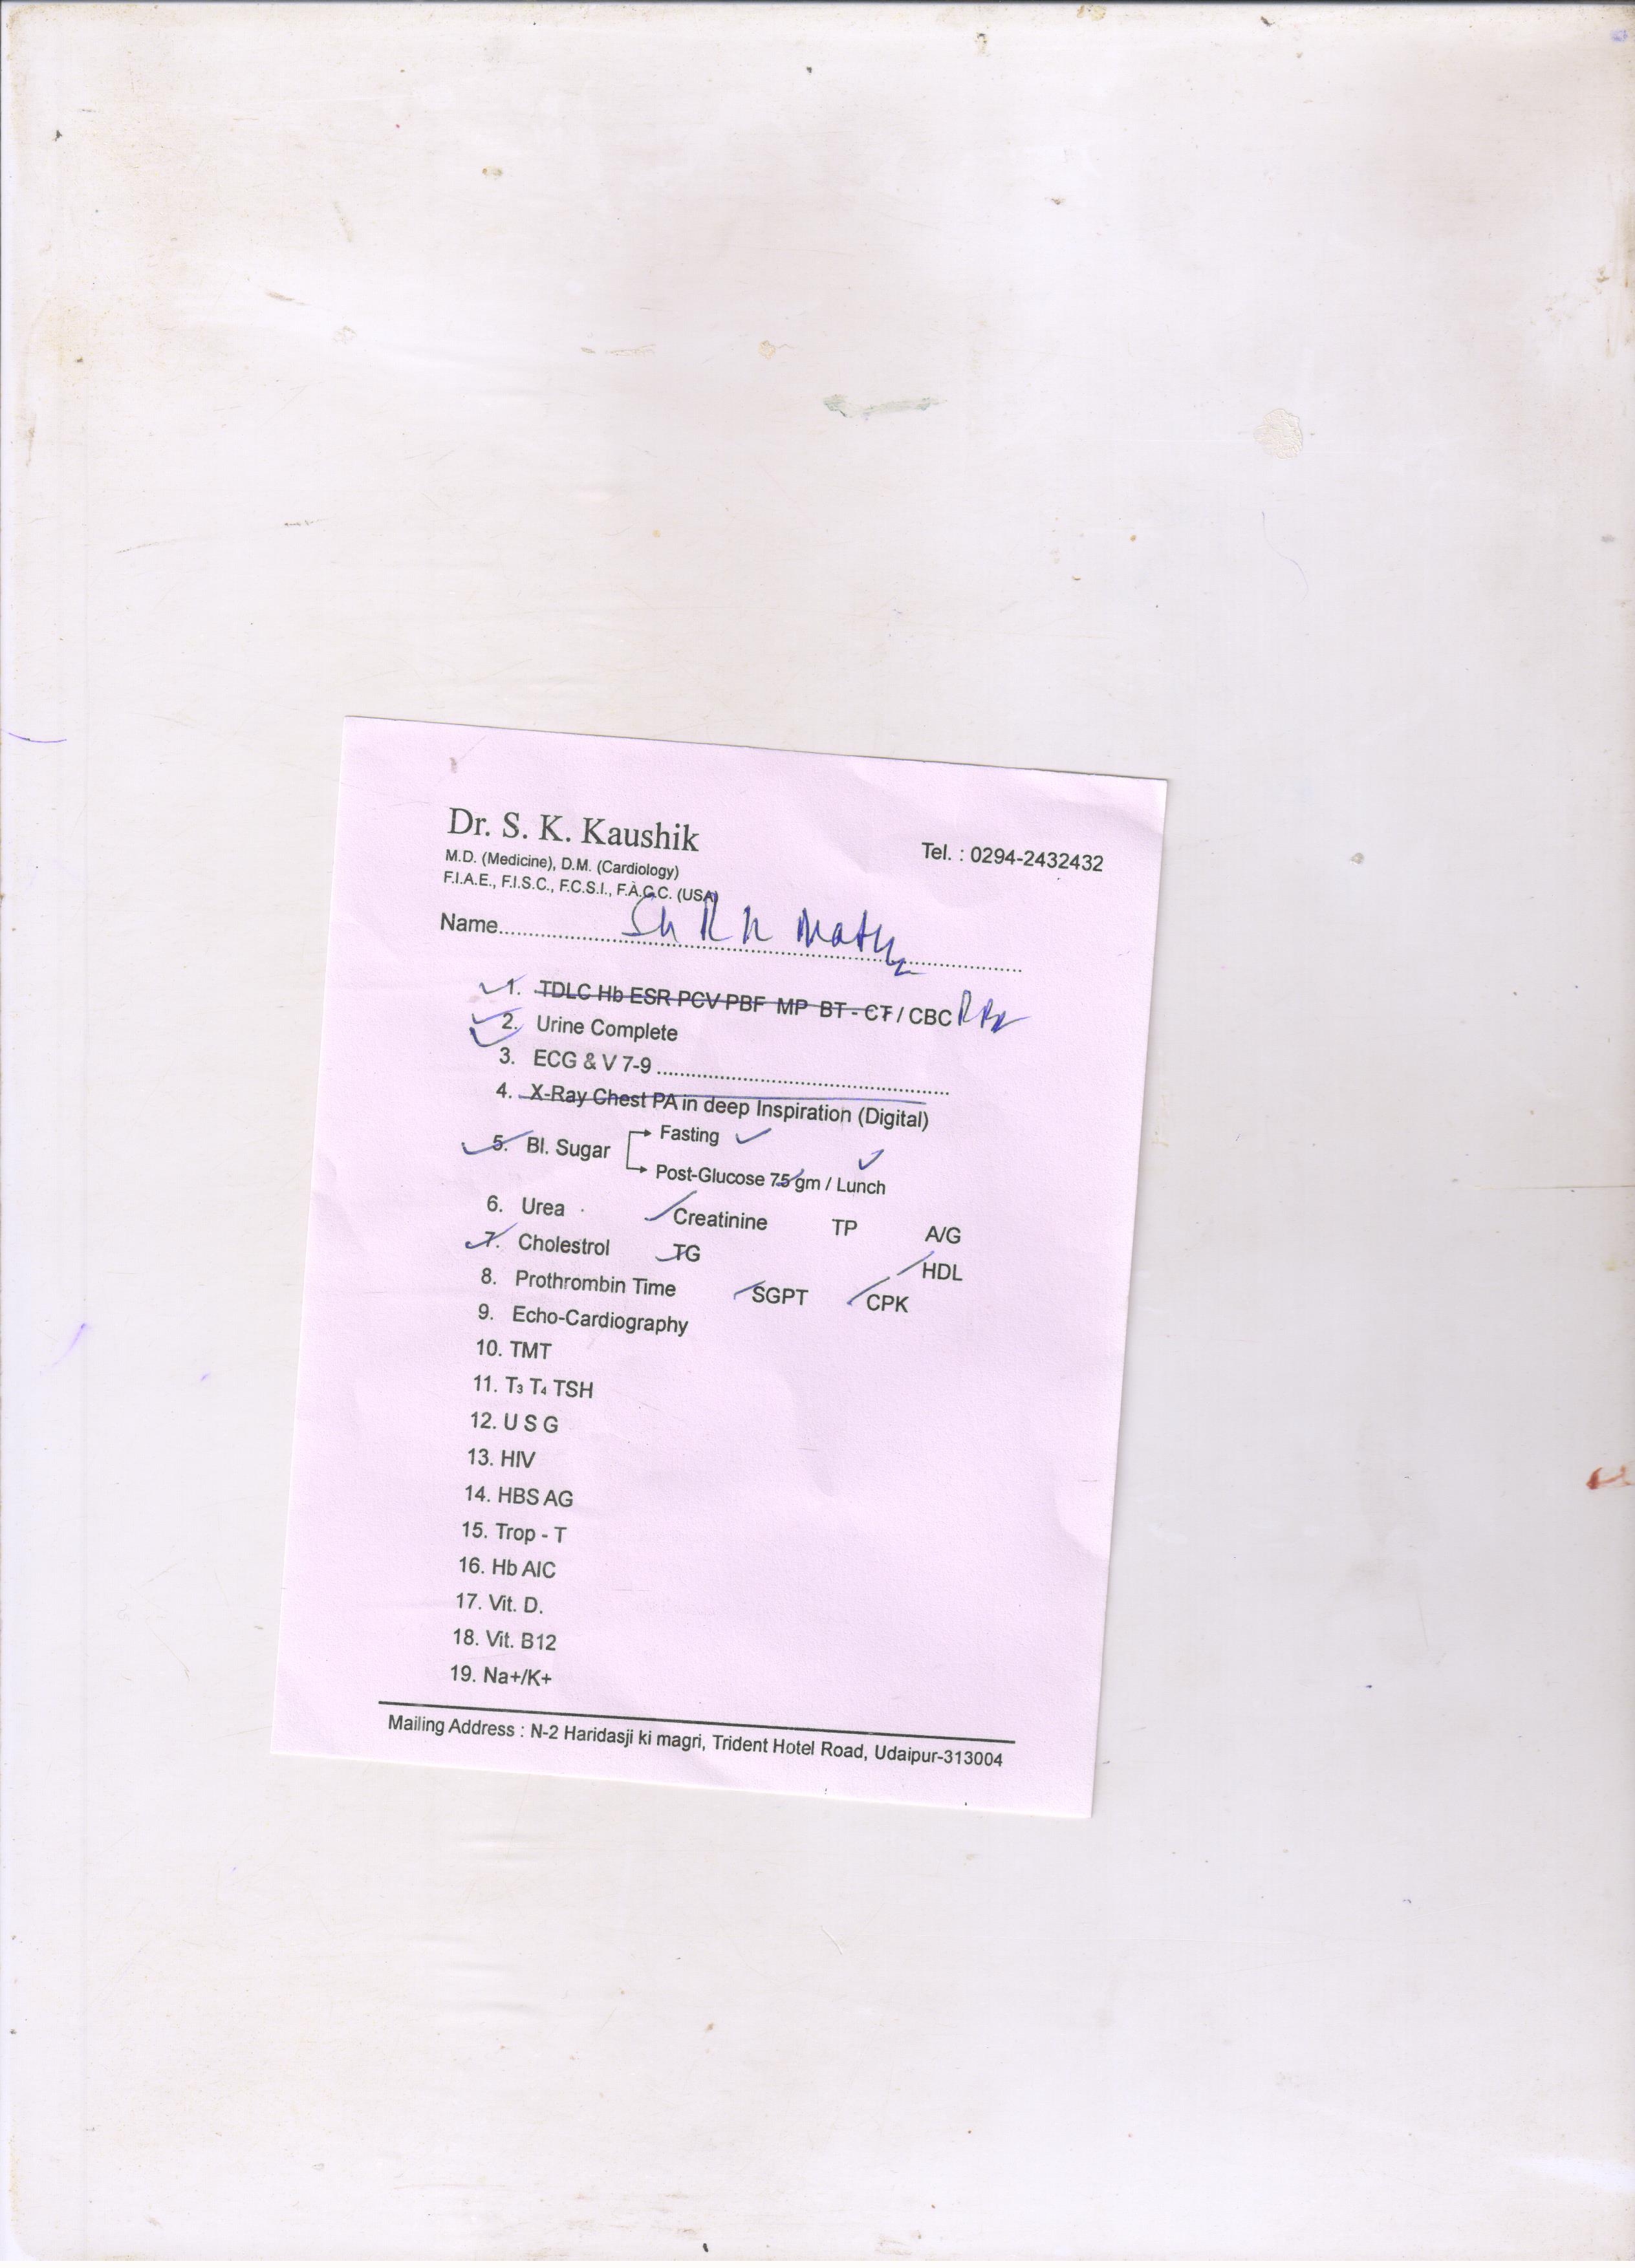 Dr. S. K. Kaushik
Tel. : 0294-2432432
M.D. (Medicine), D.M. (Cardiology)
F.I.A.E., F.I.S.C., F.C.S.I., F.A.C.C. (USA)
Name............ Sh R K
1. TDLC Hb ESR PCV PBF MP BT - CT / CBC
2. Urine Complete
3. ECG & V 7-9 ............
4. X-Ray Chest PA in deep Inspiration (Digital)
5. Bl. Sugar → Fasting
→ Post-Glucose 75 gm / Lunch
6. Urea Creatinine TP A/G
7. Cholestrol TG HDL
8. Prothrombin Time SGPT CPK
9. Echo-Cardiography
10. TMT
11. T₃ T₄ TSH
12. U S G
13. HIV
14. HBS AG
15. Trop - T
16. Hb AIC
17. Vit. D.
18. Vit. B12
19. Na+/K+
Mailing Address : N-2 Haridasji ki magri, Trident Hotel Road, Udaipur-313004